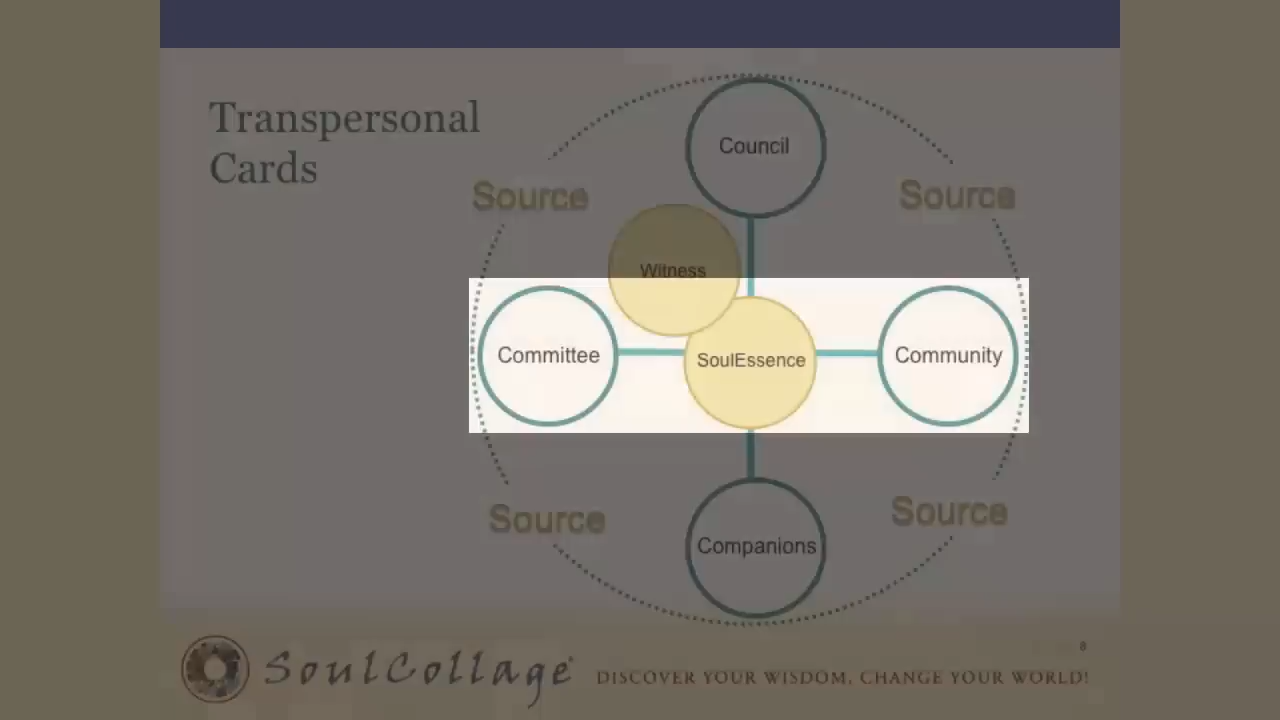 Transpersonal
Cards
Council
Source
Source
Witness
Committee
SoulEssence
Community
Source
Source
Companions
8
SoulCollage®
DISCOVER YOUR WISDOM, CHANGE YOUR WORLD!